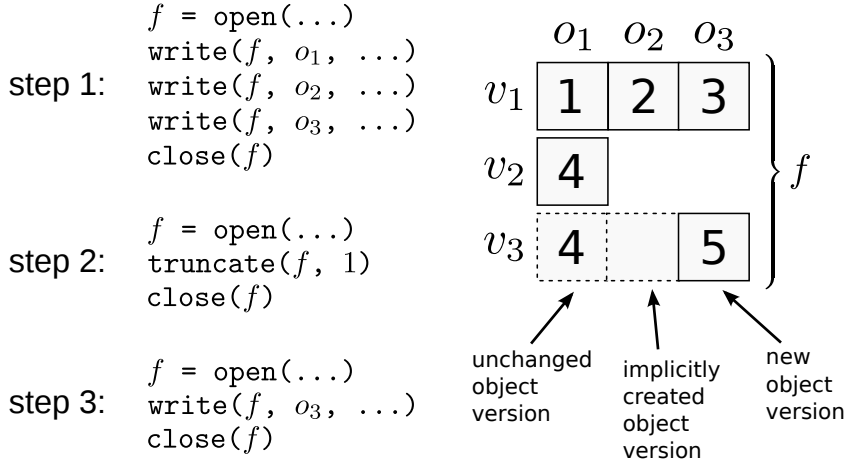 step 1:
f = open(...)
write(f, o₁, ...)
write(f, o₂, ...)
write(f, o₃, ...)
close(f)
step 2:
f = open(...)
truncate(f, 1)
close(f)
step 3:
f = open(...)
write(f, o₃, ...)
close(f)
o₁ o₂ o₃
v₁ 1 2 3
v₂ 4
v₃ 4 5
f
unchanged
object
version
implicitly
created
object
version
new
object
version